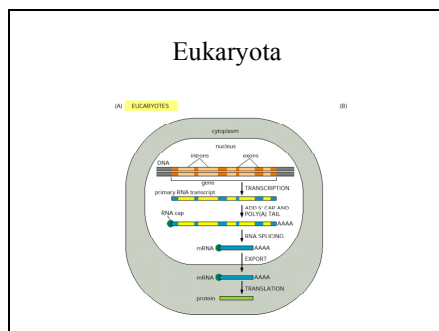 Eukaryota
(A) EUCARYOTES (B)
cytoplasm
nucleus
introns exons
DNA
gene
TRANSCRIPTION
primary RNA transcript
ADD 5' CAP AND
POLY(A) TAIL
RNA cap
AAAA
RNA SPLICING
mRNA AAAA
EXPORT
mRNA AAAA
TRANSLATION
protein